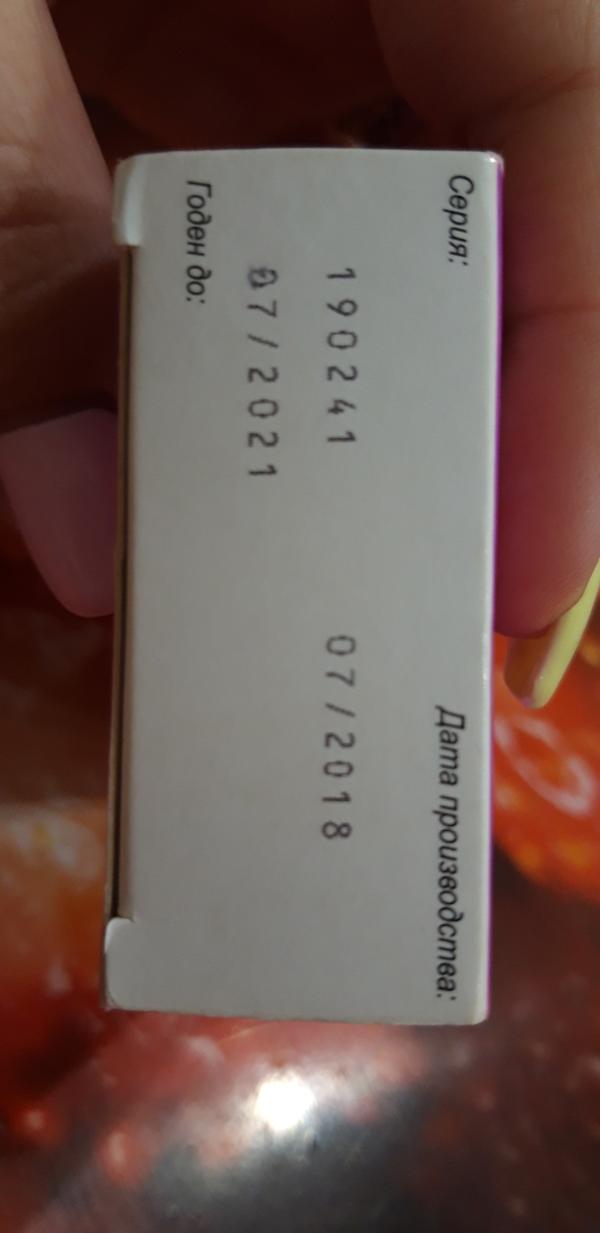 Серия: Дата производства:
190241 07/2018
07/2021
Годен до: